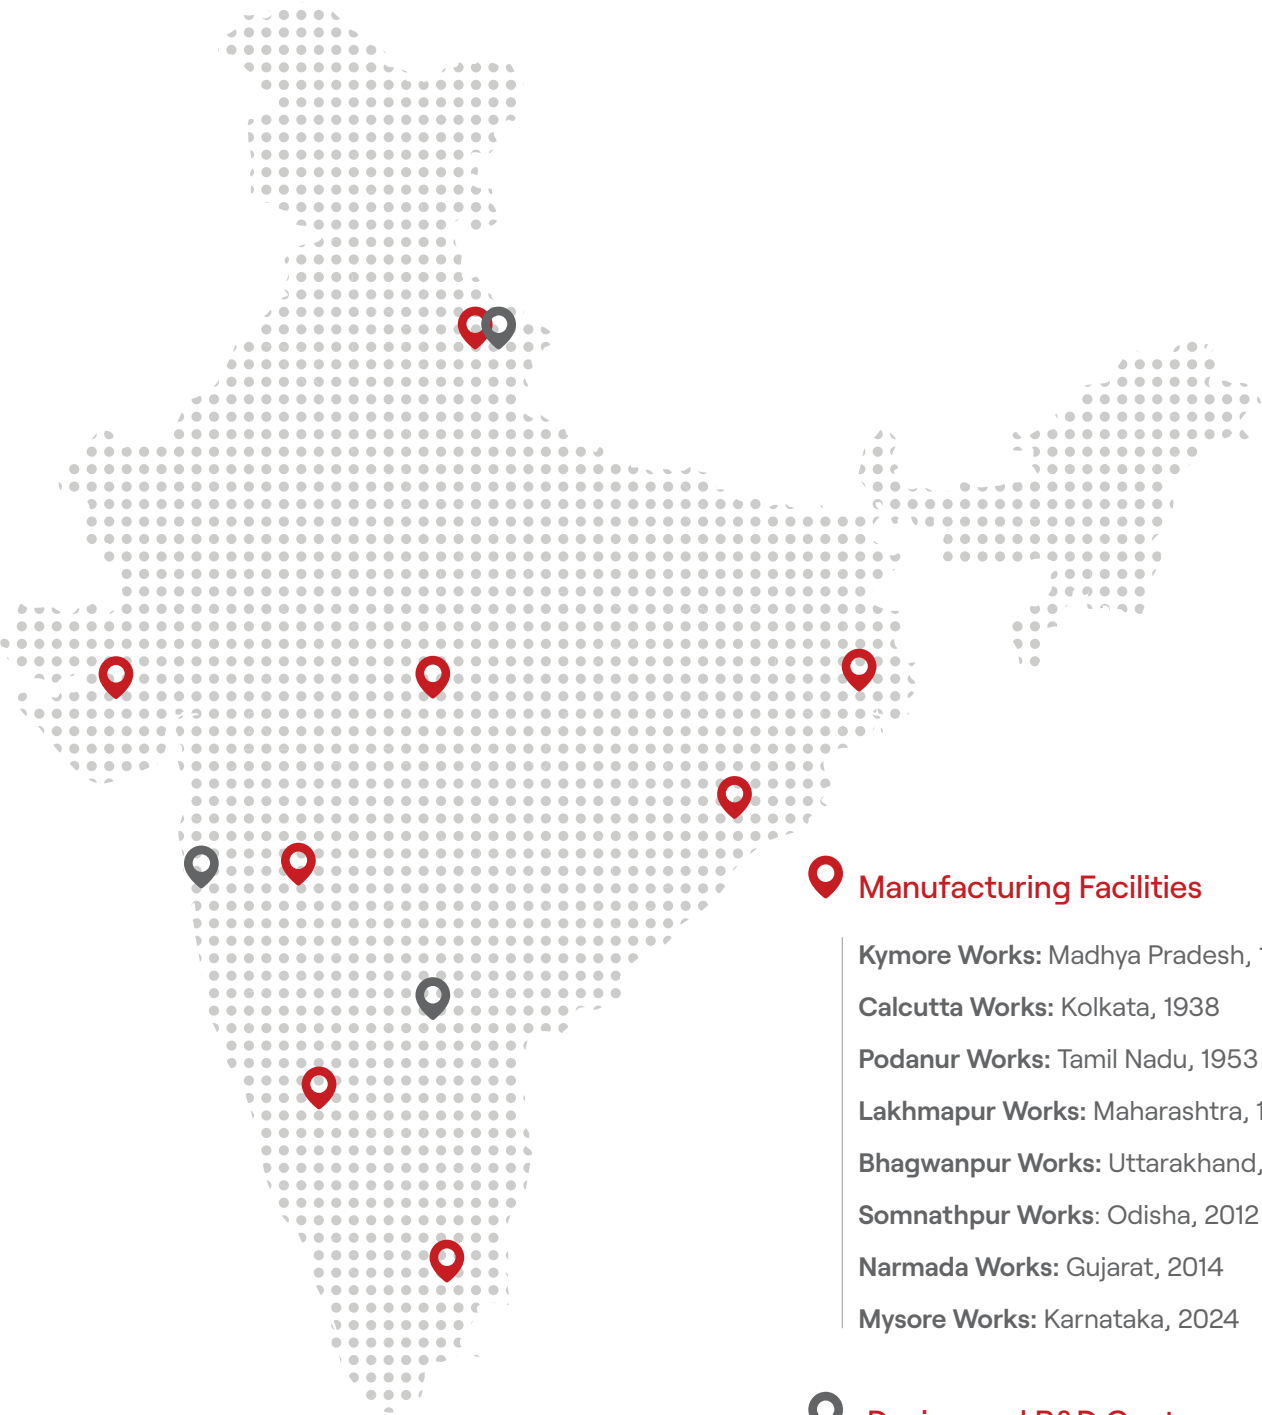 Manufacturing Facilities
Kymore Works: Madhya Pradesh,
Calcutta Works: Kolkata, 1938
Podanur Works: Tamil Nadu, 1953
Lakhmapur Works: Maharashtra,
Bhagwanpur Works: Uttarakhand,
Somnathpur Works: Odisha, 2012
Narmada Works: Gujarat, 2014
Mysore Works: Karnataka, 2024